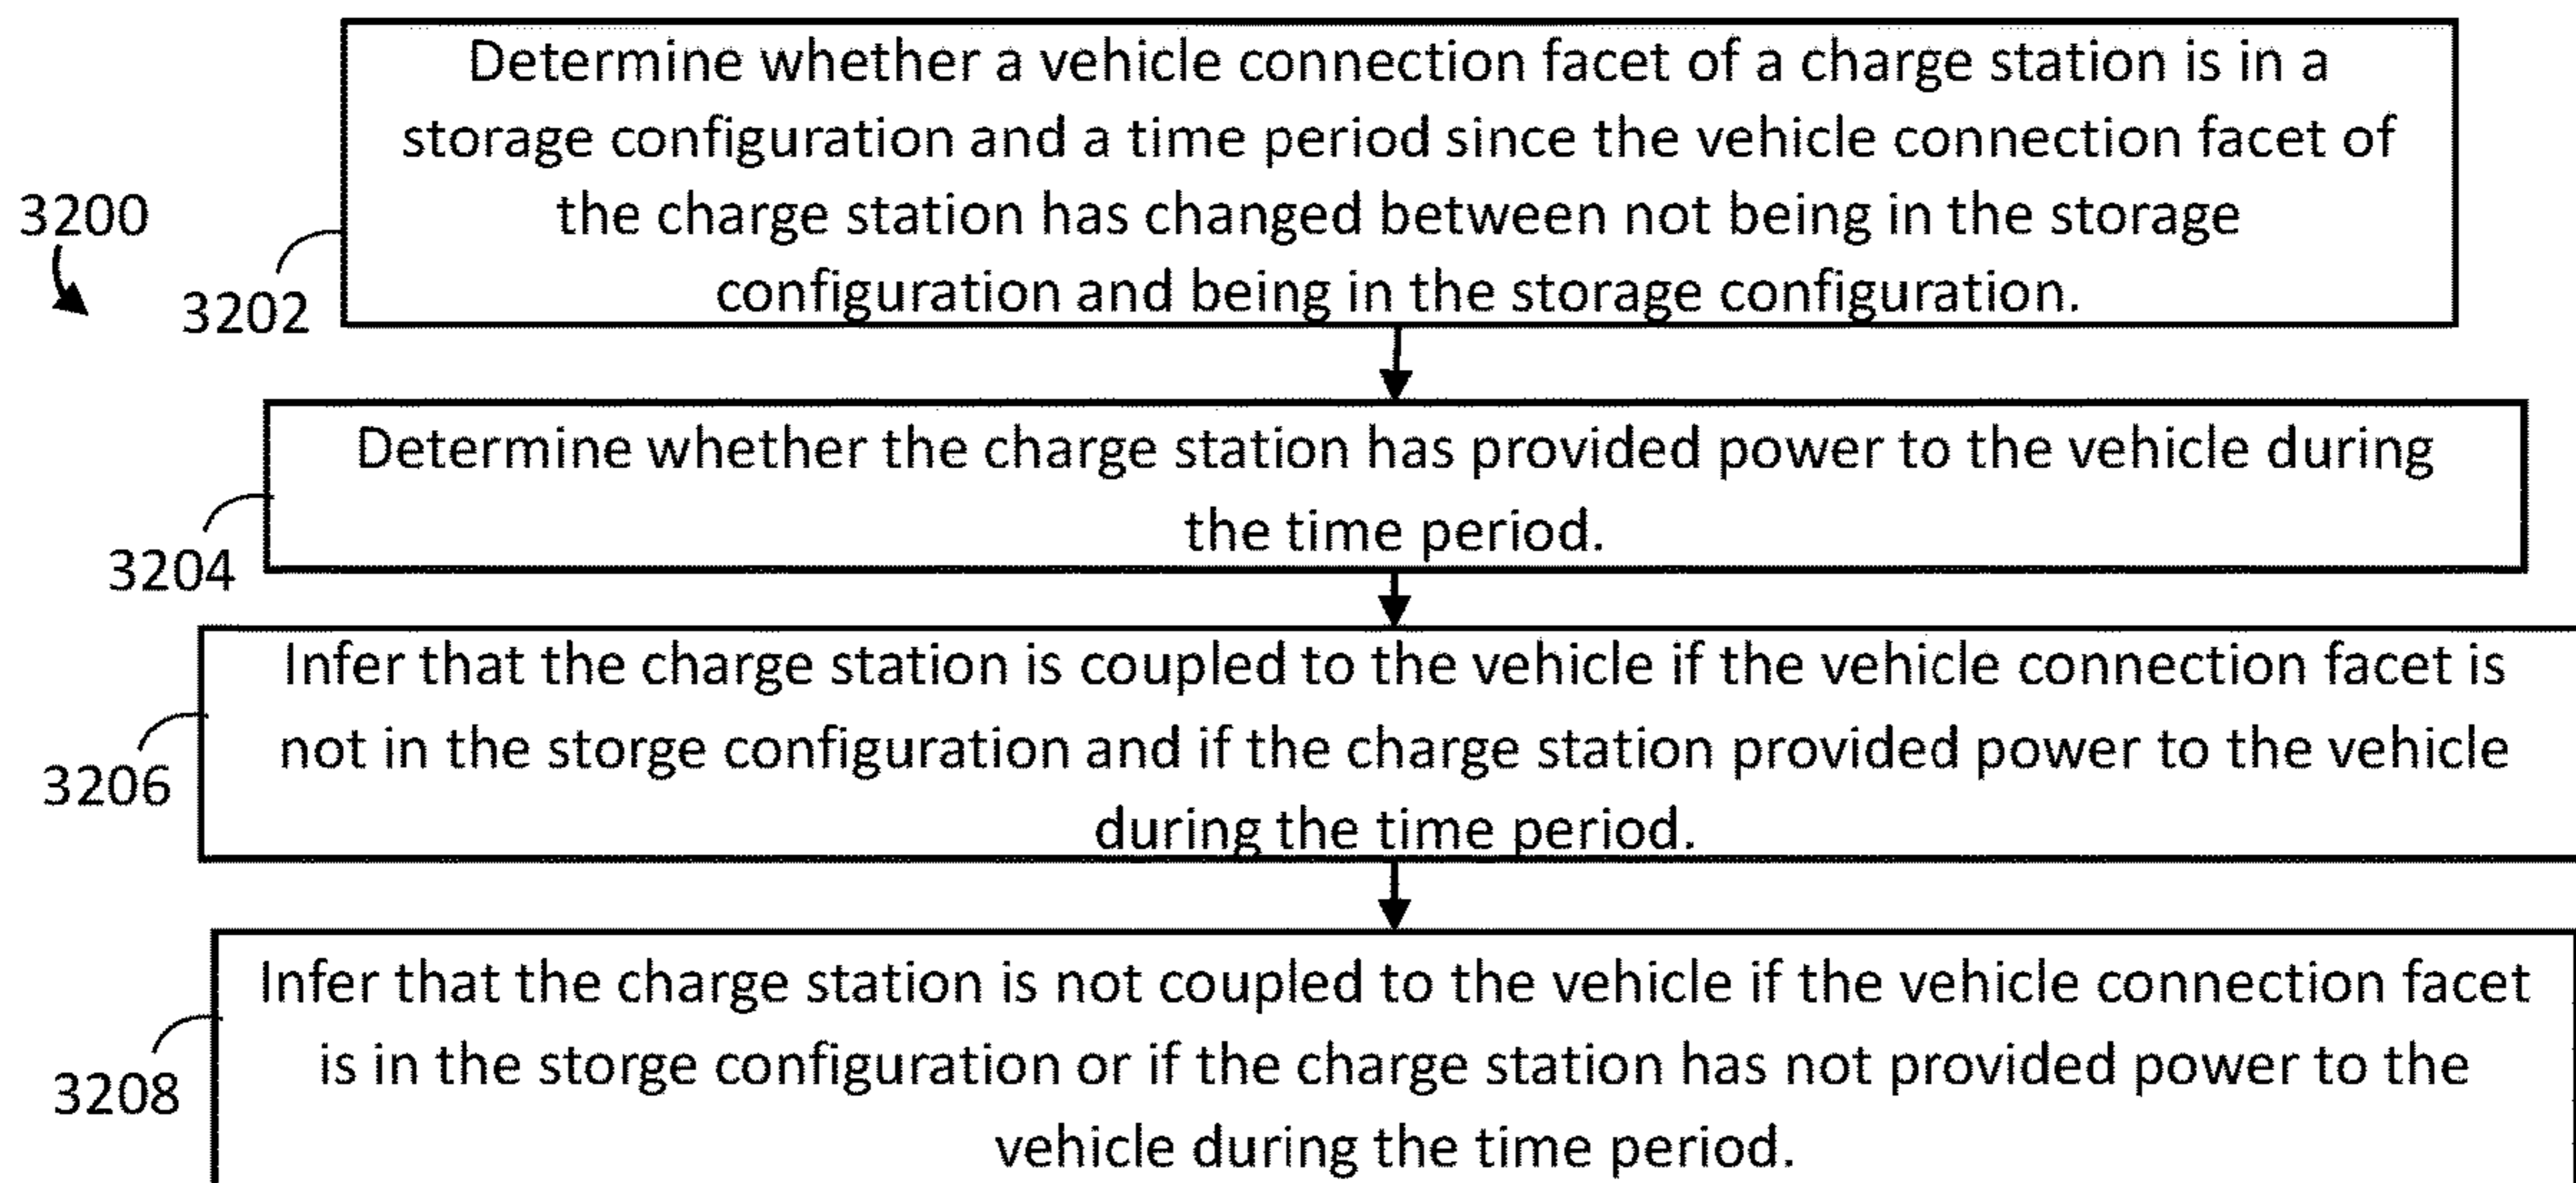 3200
3202
Determine whether a vehicle connection facet of a charge station is in a
storage configuration and a time period since the vehicle connection facet of
the charge station has changed between not being in the storage
configuration and being in the storage configuration.
3204
Determine whether the charge station has provided power to the vehicle during
the time period.
3206
Infer that the charge station is coupled to the vehicle if the vehicle connection facet is
not in the storge configuration and if the charge station provided power to the vehicle
during the time period.
3208
Infer that the charge station is not coupled to the vehicle if the vehicle connection facet
is in the storge configuration or if the charge station has not provided power to the
vehicle during the time period.